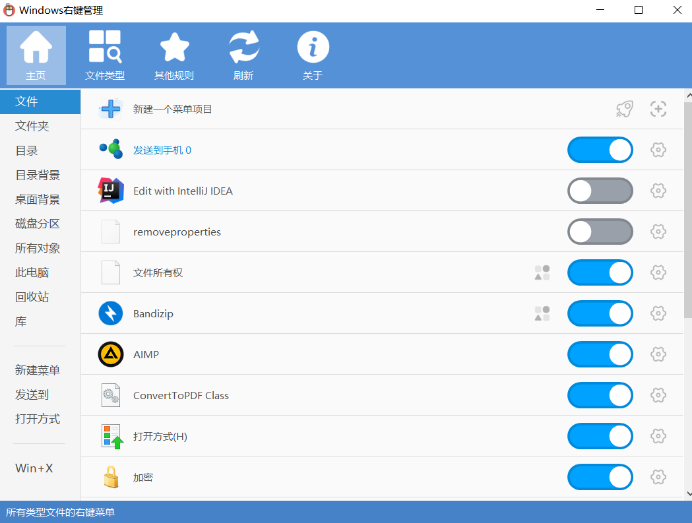 Windows右键管理
主页
文件类型
其他规则
刷新
关于
文件
文件夹
目录
目录背景
桌面背景
磁盘分区
所有对象
此电脑
回收站
库
新建菜单
发送到
打开方式
Win+X
新建一个菜单项目
发送到手机 0
Edit with IntelliJ IDEA
removeproperties
文件所有权
Bandizip
AIMP
ConvertToPDF Class
打开方式(H)
加密
所有类型文件的右键菜单